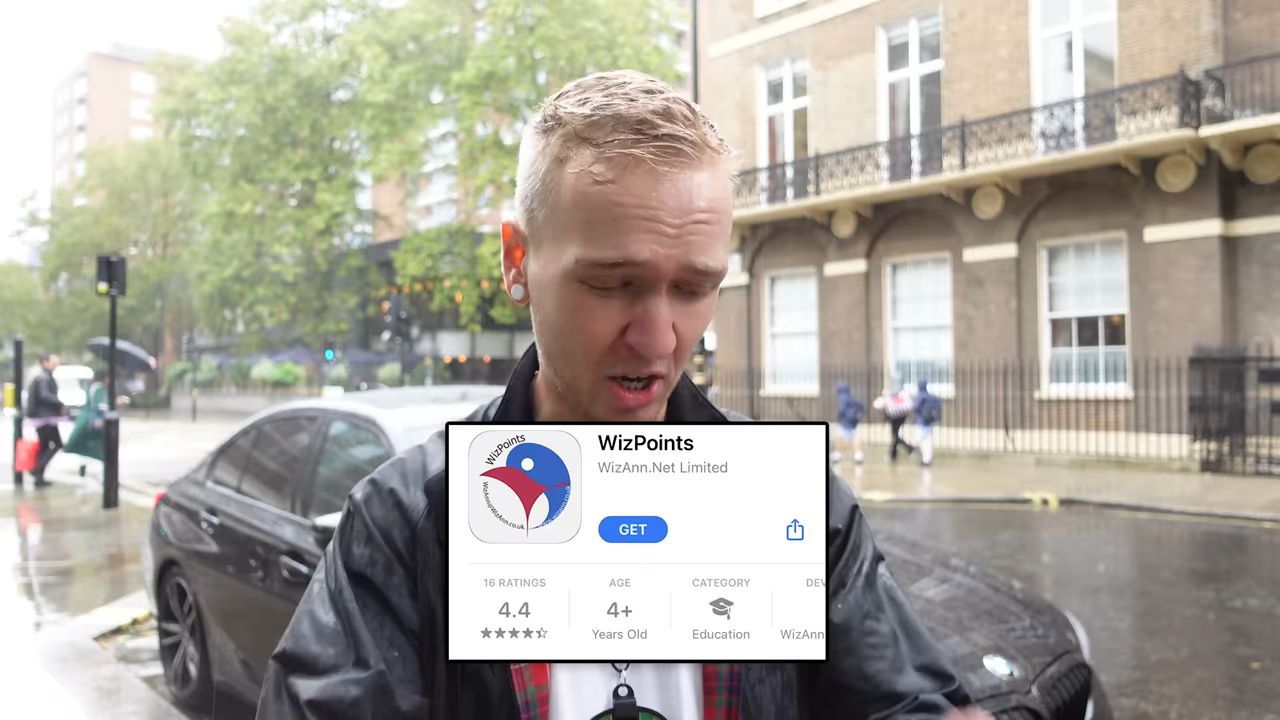 WizPoints
WizAnn@WizAnn.co.uk
WizPoints
WizAnn.Net Limited
GET
16 RATINGS
AGE
CATEGORY
4.4
4+
Years Old
Education
WizAnn